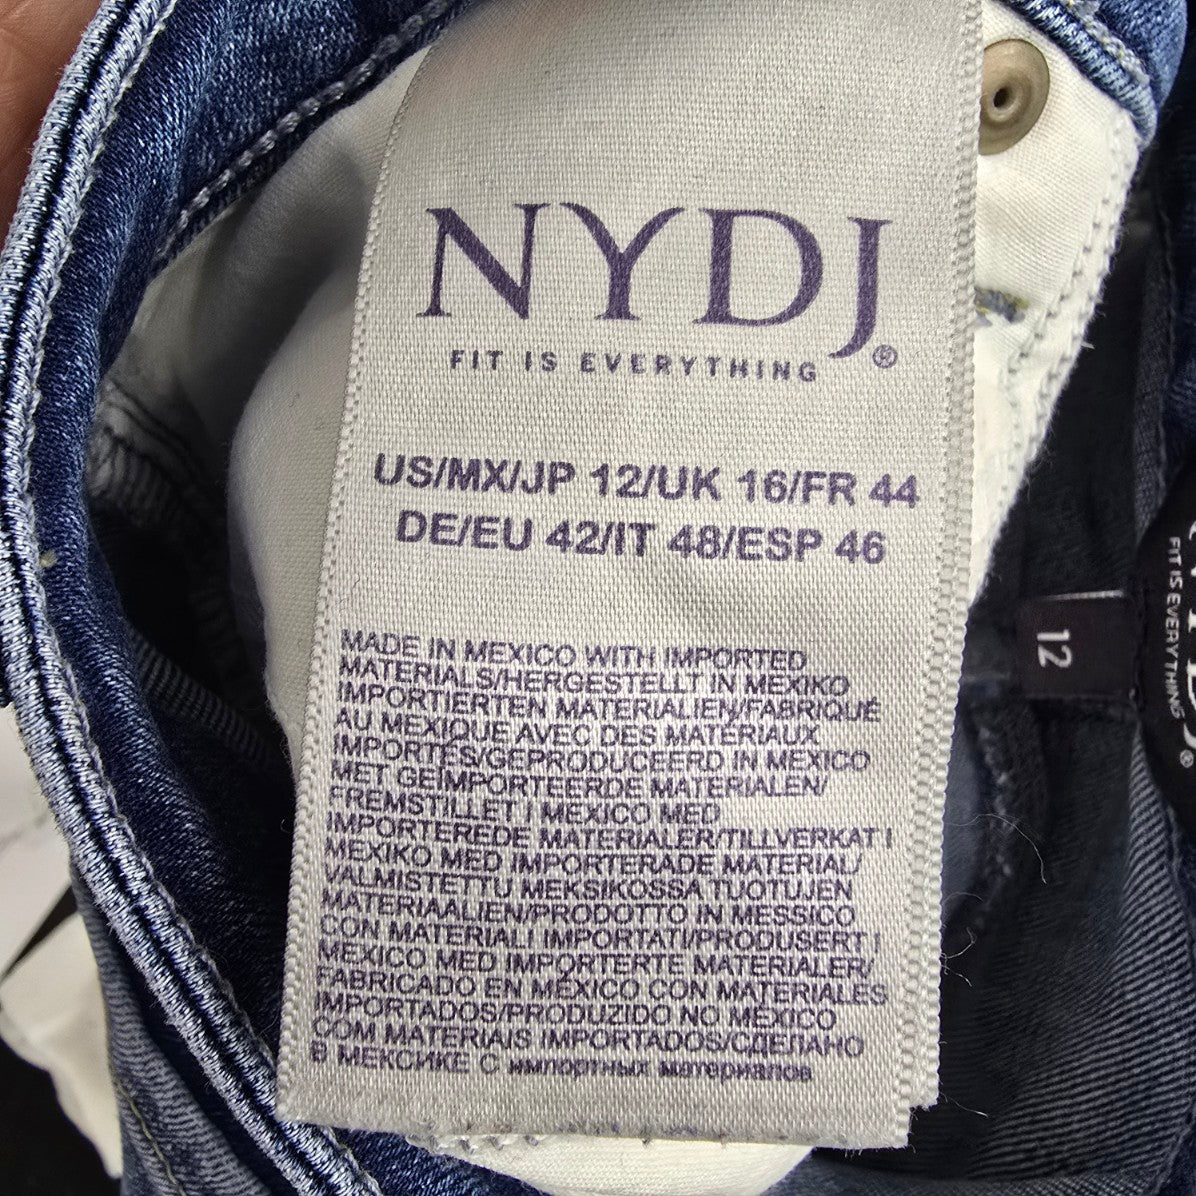 NYDJ®
FIT IS EVERYTHING
US/MX/JP 12/UK 16/FR 44
DE/EU 42/IT 48/ESP 46
MADE IN MEXICO WITH IMPORTED
MATERIALS/HERGESTELLT IN MEXIKO
IMPORTIERTEN MATERIALIEN/FABRIQUÉ
AU MEXIQUE AVEC DES MATÉRIAUX
IMPORTÉS/GEPRODUCEERD IN MEXICO
MET GEÏMPORTEERDE MATERIALEN/
FREMSTILLET I MEXICO MED
IMPORTEREDE MATERIALER/TILLVERKAT I
MEXIKO MED IMPORTERADE MATERIAL/
VALMISTETTU MEKSIKOSSA TUOTUJEN
MATERIAALIEN/PRODOTTO IN MESSICO
CON MATERIALI IMPORTATI/PRODUSERT I
MEXICO MED IMPORTERTE MATERIALER/
FABRICADO EN MÉXICO CON MATERIALES
IMPORTADOS/PRODUZIDO NO MÉXICO
COM MATERIAIS IMPORTADOS/СДЕЛАНО
В МЕКСИКЕ С импортных материалов
12
FIT IS EVERYTHING